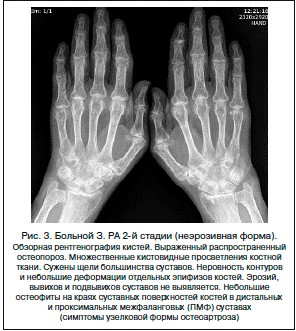 Im: 1/1
12:21:16
2320x2920
HAND
Рис. 3. Больной З. РА 2-й стадии (неэрозивная форма).
Обзорная рентгенография кистей. Выраженный распространенный
остеопороз. Множественные кистовидные просветления костной
ткани. Сужены щели большинства суставов. Неровность контуров
и небольшие деформации отдельных эпифизов костей. Эрозий,
вывихов и подвывихов суставов не выявляется. Небольшие
остеофиты на краях суставных поверхностей костей в дистальных
и проксимальных межфаланговых (ПМФ) суставах
(симптомы узелковой формы остеоартроза)